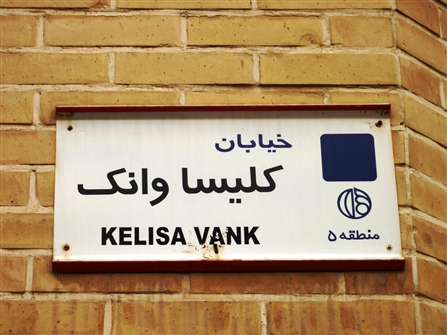 خیابان
کلیسا وانک
KELISA VANK
منطقه ۵